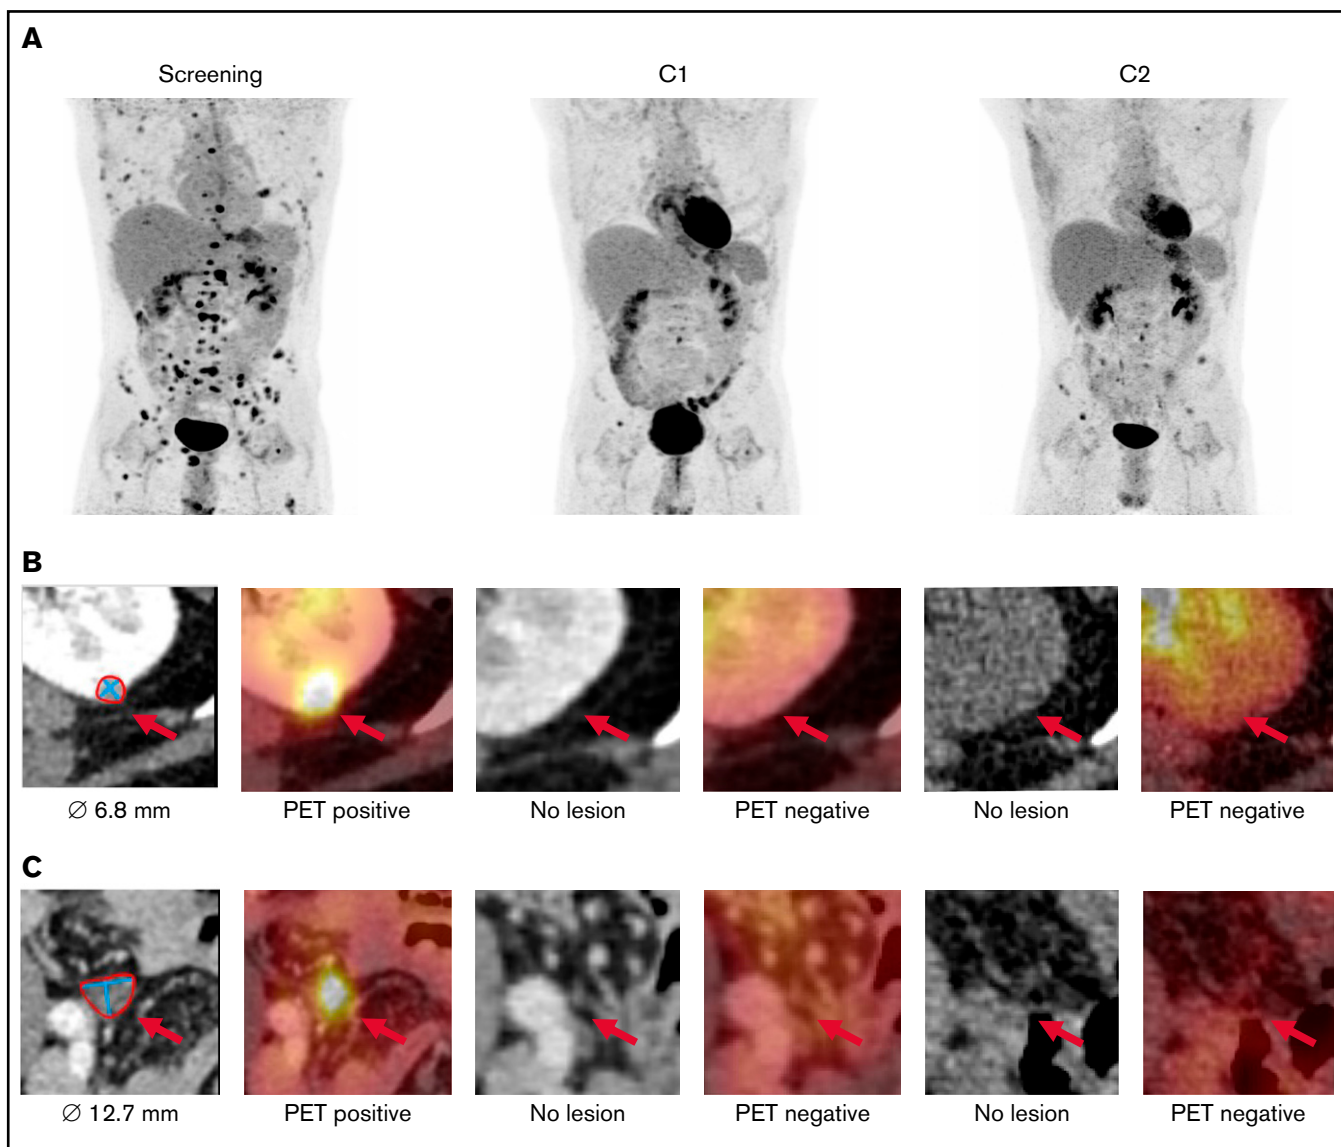 A
Screening C1 C2
B
∅ 6.8 mm PET positive No lesion PET negative No lesion PET negative
C
∅ 12.7 mm PET positive No lesion PET negative No lesion PET negative